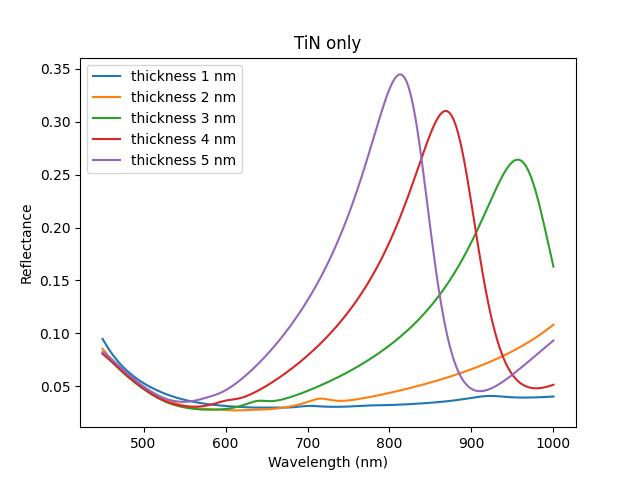 TiN only
thickness 1 nm
thickness 2 nm
thickness 3 nm
thickness 4 nm
thickness 5 nm
Reflectance
0.35
0.30
0.25
0.20
0.15
0.10
0.05
500 600 700 800 900 1000
Wavelength (nm)